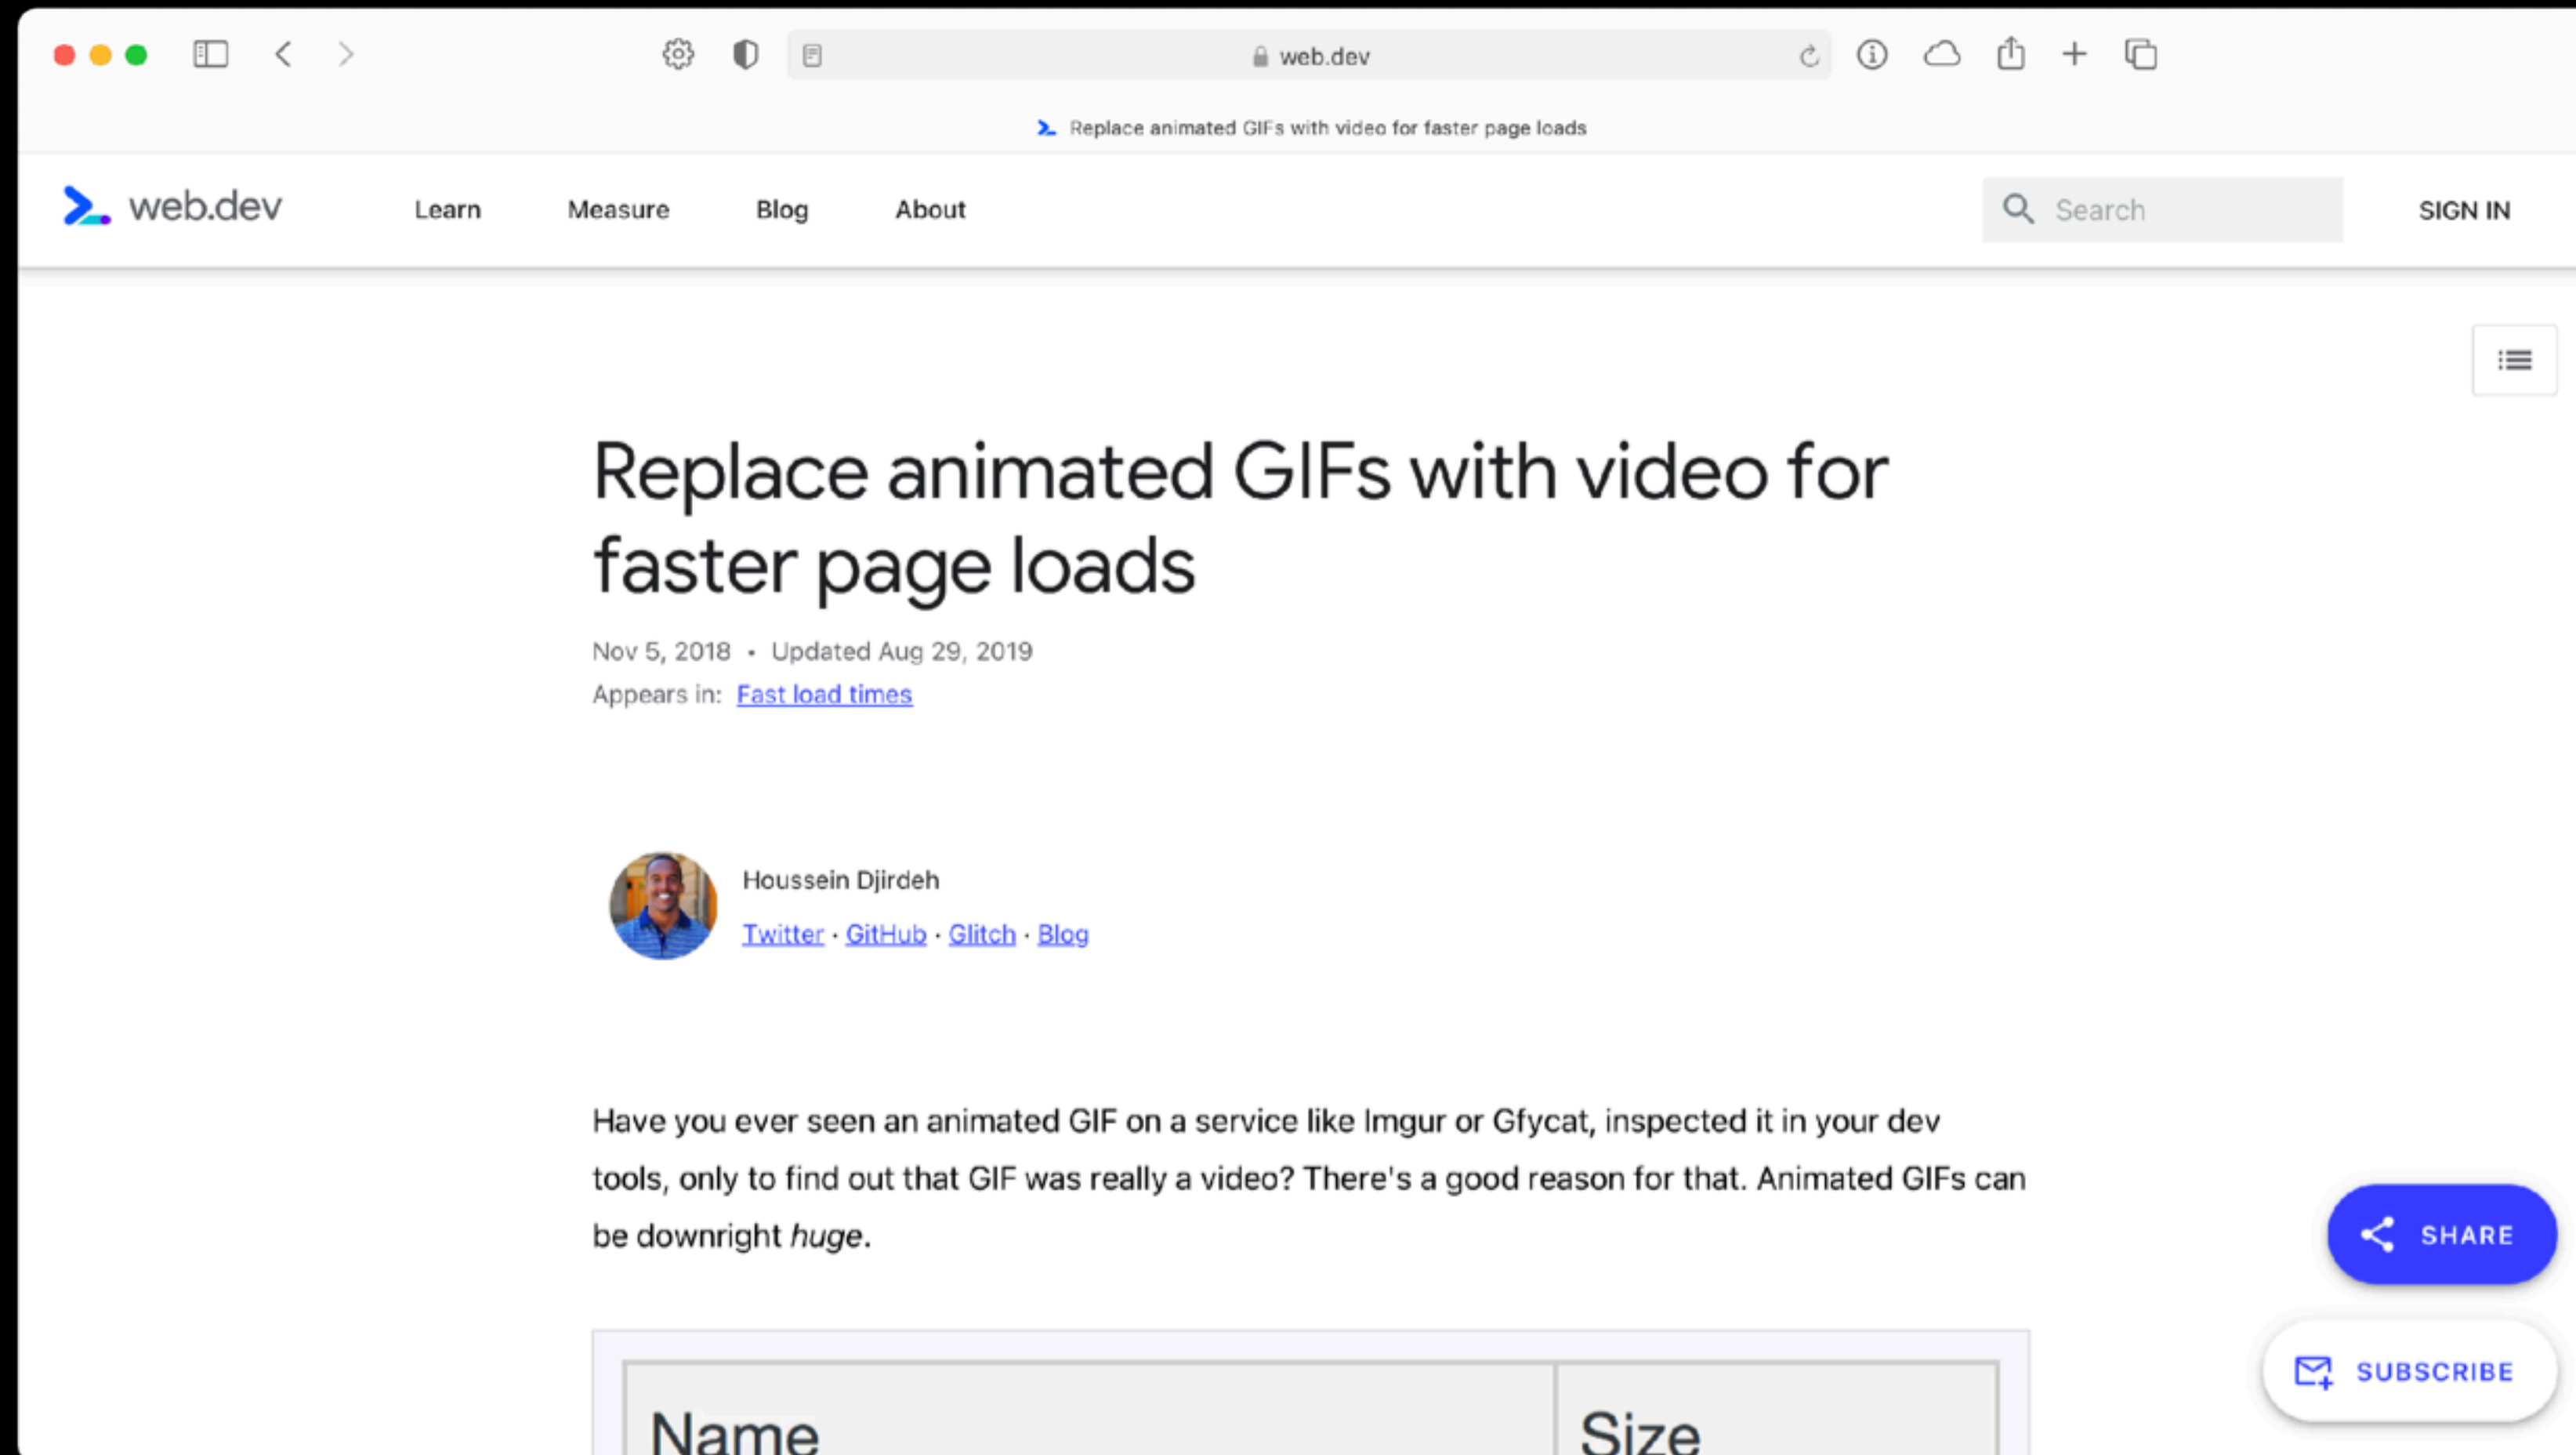 web.dev
Replace animated GIFs with video for faster page loads
web.dev Learn Measure Blog About Search SIGN IN
Replace animated GIFs with video for
faster page loads
Nov 5, 2018 • Updated Aug 29, 2019
Appears in: Fast load times
Houssein Djirdeh
Twitter · GitHub · Glitch · Blog
Have you ever seen an animated GIF on a service like Imgur or Gfycat, inspected it in your dev
tools, only to find out that GIF was really a video? There's a good reason for that. Animated GIFs can
be downright huge.
SHARE
SUBSCRIBE
Name Size